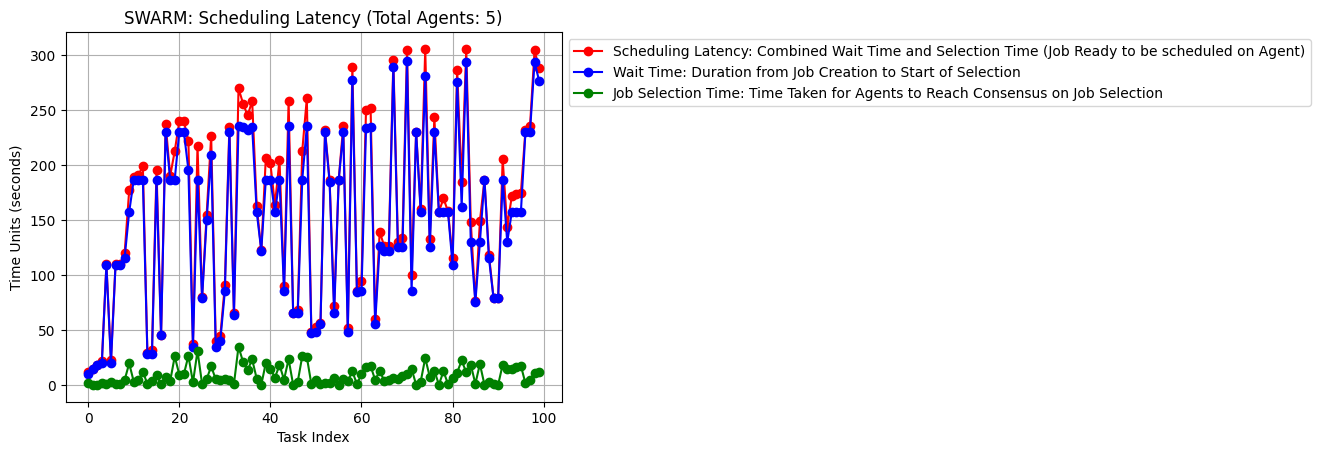 SWARM: Scheduling Latency (Total Agents: 5)
Scheduling Latency: Combined Wait Time and Selection Time (Job Ready to be scheduled on Agent)
Wait Time: Duration from Job Creation to Start of Selection
Job Selection Time: Time Taken for Agents to Reach Consensus on Job Selection
Time Units (seconds)
300
250
200
150
100
50
0
0 20 40 60 80 100
Task Index